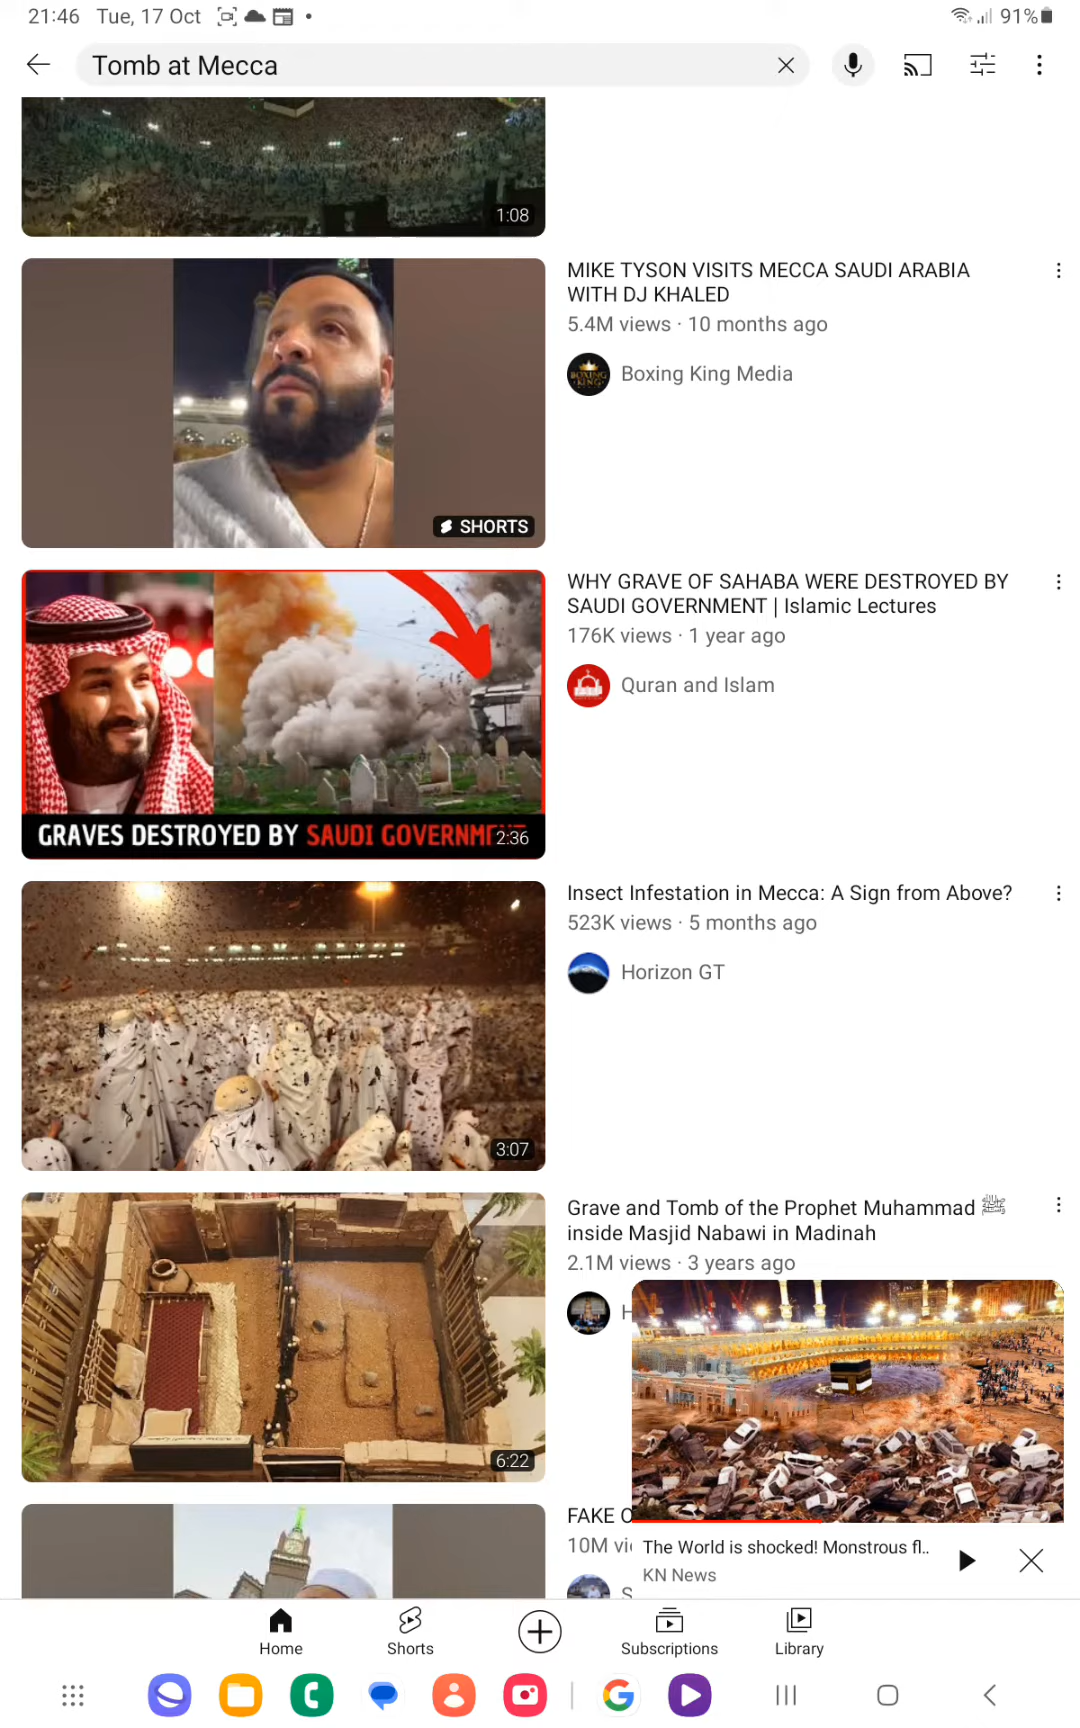 21:46 Tue, 17 Oct
91%
Tomb at Mecca
1:08
MIKE TYSON VISITS MECCA SAUDI ARABIA
WITH DJ KHALED
5.4M views · 10 months ago
BOXING KING
Boxing King Media
SHORTS
WHY GRAVE OF SAHABA WERE DESTROYED BY
SAUDI GOVERNMENT | Islamic Lectures
176K views · 1 year ago
Quran and Islam
GRAVES DESTROYED BY SAUDI GOVERNME
2:36
Insect Infestation in Mecca: A Sign from Above?
523K views · 5 months ago
Horizon GT
3:07
Grave and Tomb of the Prophet Muhammad ﷺ
inside Masjid Nabawi in Madinah
2.1M views · 3 years ago
H
6:22
FAKE
10M vi
S
The World is shocked! Monstrous fl..
KN News
Home
Shorts
Subscriptions
Library